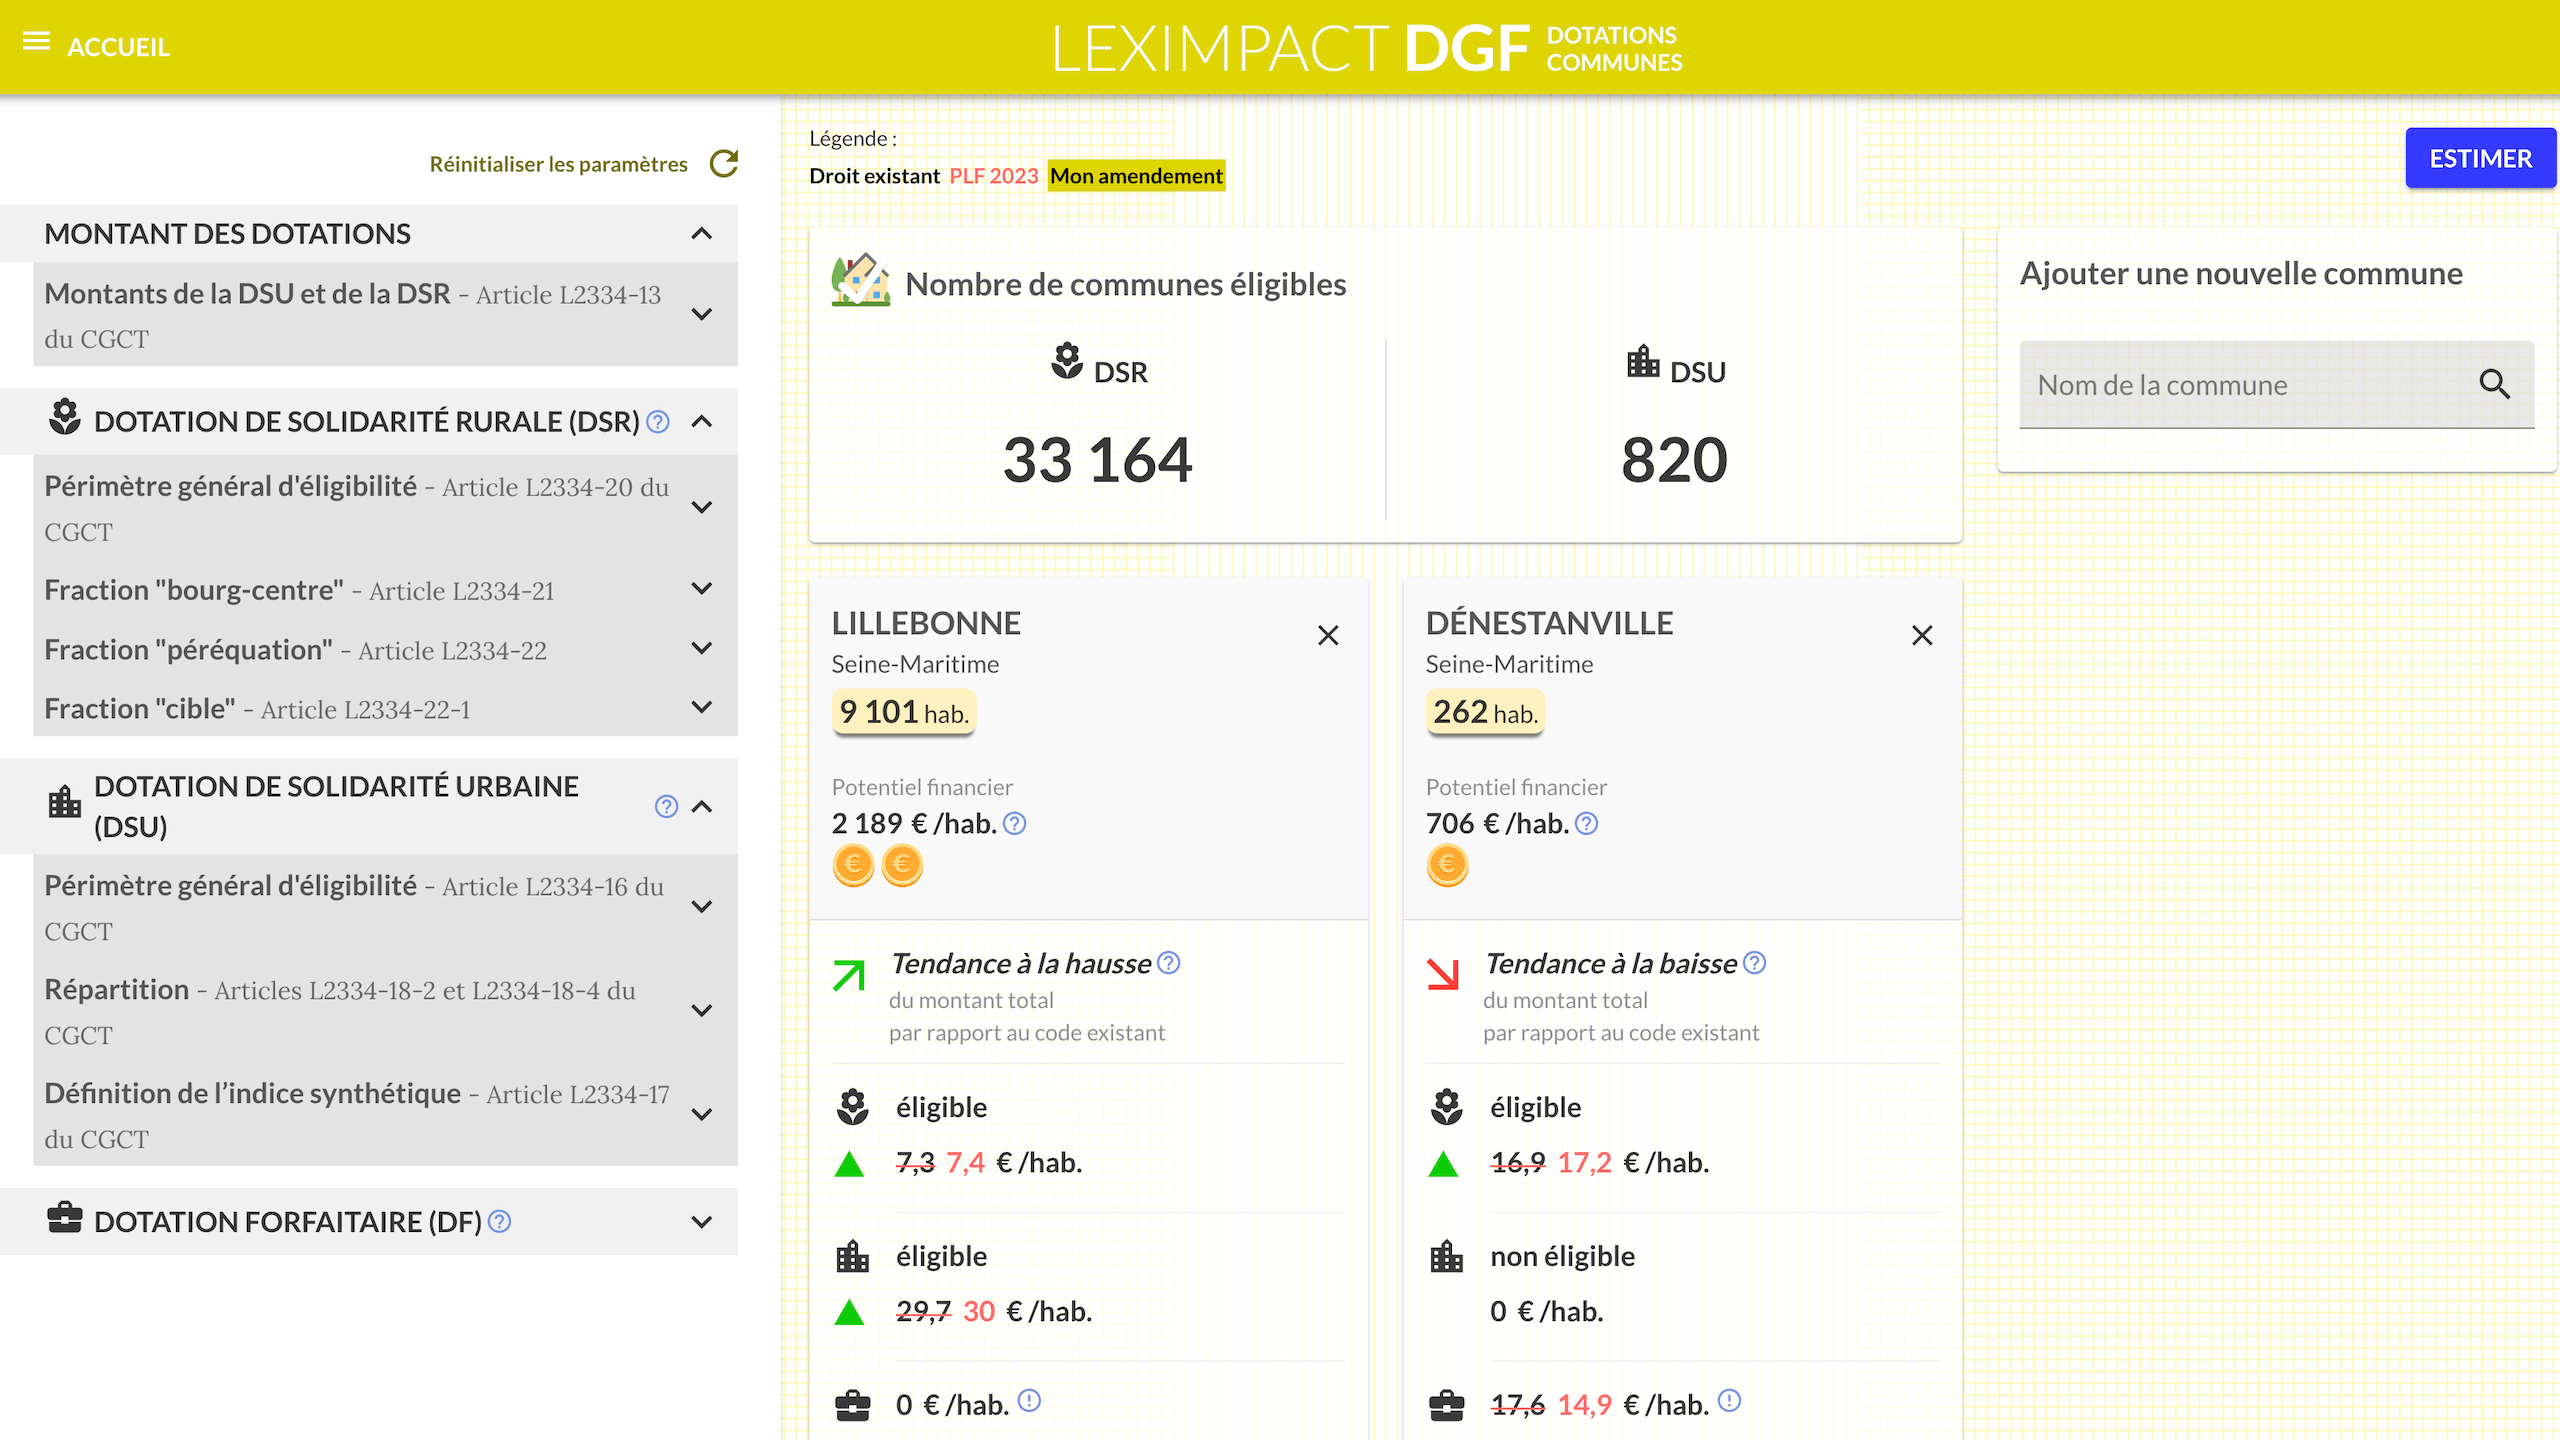 ACCUEIL
LEXIMPACT DGF DOTATIONS
COMMUNES
Réinitialiser les paramètres
MONTANT DES DOTATIONS
Montants de la DSU et de la DSR - Article L2334-13
du CGCT
DOTATION DE SOLIDARITÉ RURALE (DSR) ?
Périmètre général d'éligibilité - Article L2334-20 du
CGCT
Fraction "bourg-centre" - Article L2334-21
Fraction "péréquation" - Article L2334-22
Fraction "cible" - Article L2334-22-1
DOTATION DE SOLIDARITÉ URBAINE
(DSU) ?
Périmètre général d'éligibilité - Article L2334-16 du
CGCT
Répartition - Articles L2334-18-2 et L2334-18-4 du
CGCT
Définition de l’indice synthétique - Article L2334-17
du CGCT
DOTATION FORFAITAIRE (DF) ?
Légende :
Droit existant PLF 2023 Mon amendement
ESTIMER
Nombre de communes éligibles
DSR
33 164
DSU
820
Ajouter une nouvelle commune
Nom de la commune
LILLEBONNE
Seine-Maritime
9 101 hab.
Potentiel financier
2 189 €/hab. ?
€ €
Tendance à la hausse ?
du montant total
par rapport au code existant
éligible
7,3 7,4 €/hab.
éligible
29,7 30 €/hab.
0 €/hab. !
DÉNESTANVILLE
Seine-Maritime
262 hab.
Potentiel financier
706 €/hab. ?
€
Tendance à la baisse ?
du montant total
par rapport au code existant
éligible
16,9 17,2 €/hab.
non éligible
0 €/hab.
17,6 14,9 €/hab. !